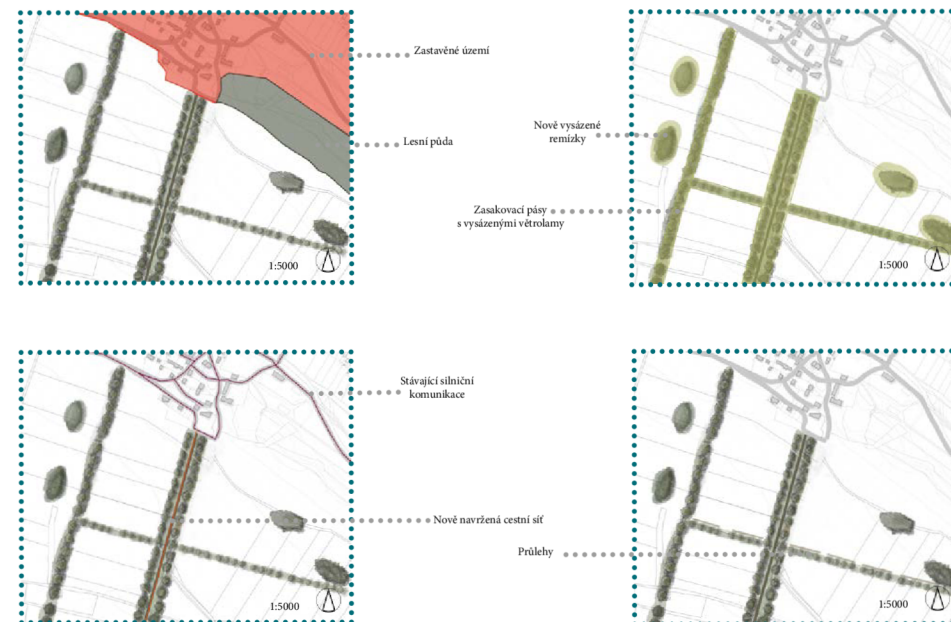 Zastavěné území
Lesní půda
1:5000
Nově vysázené
remízky
Zasakovací pásy
s vysázenými větrolamy
1:5000
Stávající silniční
komunikace
Nově navržená cestní síť
1:5000
Průlehy
1:5000